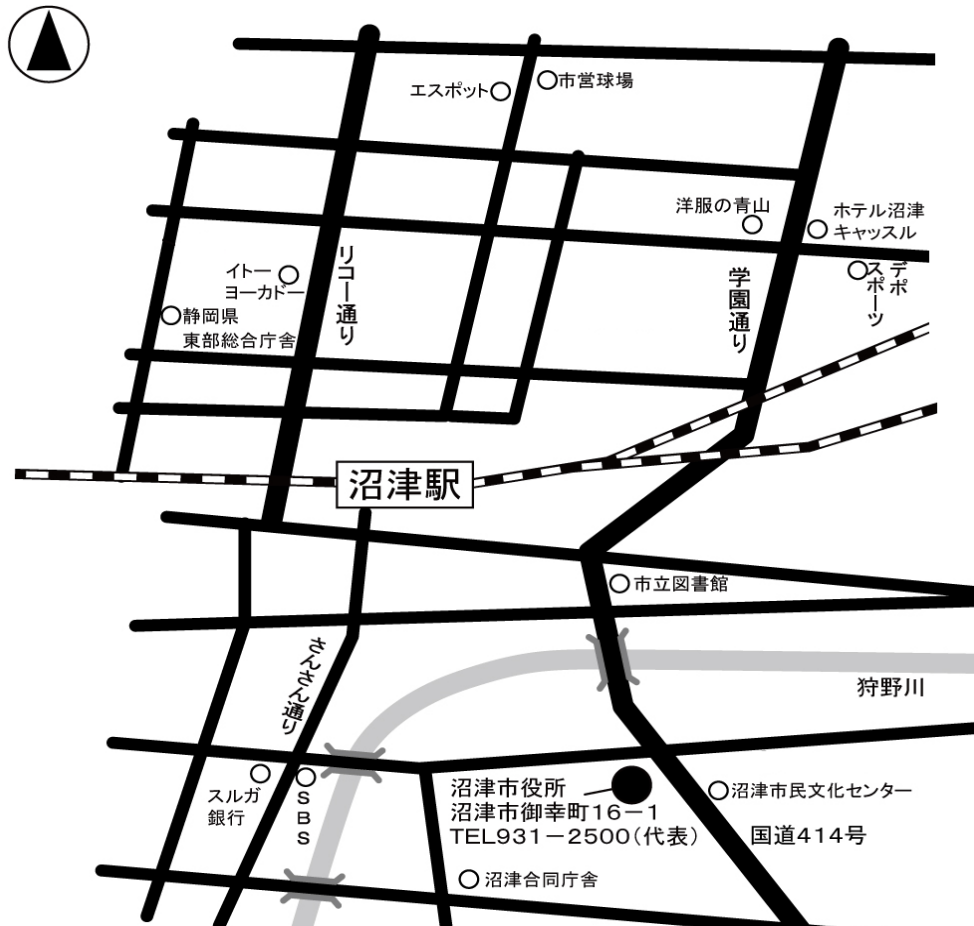 エスポット
市営球場
洋服の青山
ホテル沼津
キャッスル
デポ
スポーツ
イトー
ヨーカドー
リコー通り
学園通り
静岡県
東部総合庁舎
沼津駅
市立図書館
さんさん通り
狩野川
スルガ
銀行
SBS
沼津市役所
沼津市御幸町16－1
TEL931－2500(代表)
沼津市民文化センター
国道414号
沼津合同庁舎